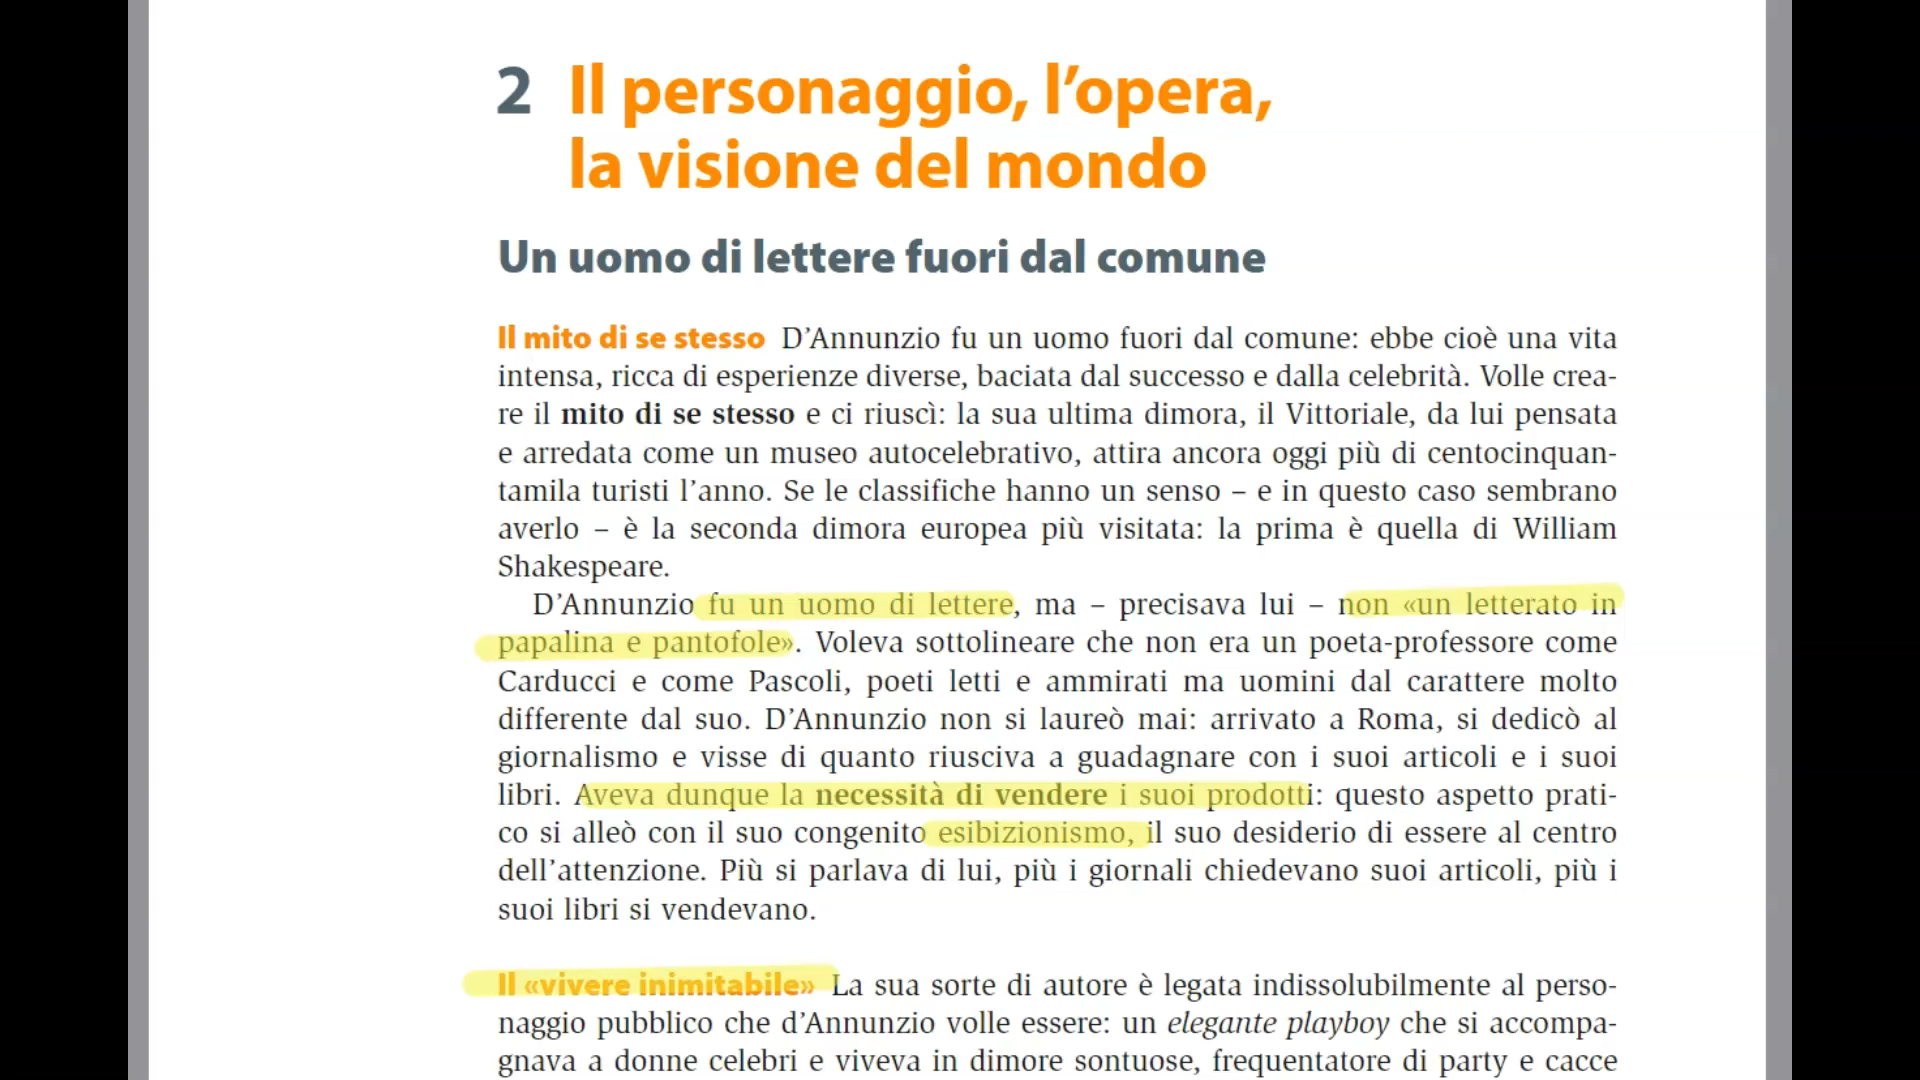 2 Il personaggio, l’opera,
la visione del mondo
Un uomo di lettere fuori dal comune
Il mito di se stesso D’Annunzio fu un uomo fuori dal comune: ebbe cioè una vita
intensa, ricca di esperienze diverse, baciata dal successo e dalla celebrità. Volle crea-
re il mito di se stesso e ci riuscì: la sua ultima dimora, il Vittoriale, da lui pensata
e arredata come un museo autocelebrativo, attira ancora oggi più di centocinquan-
tamila turisti l’anno. Se le classifiche hanno un senso – e in questo caso sembrano
averlo – è la seconda dimora europea più visitata: la prima è quella di William
Shakespeare.
D’Annunzio fu un uomo di lettere, ma – precisava lui – non «un letterato in
papalina e pantofole». Voleva sottolineare che non era un poeta-professore come
Carducci e come Pascoli, poeti letti e ammirati ma uomini dal carattere molto
differente dal suo. D’Annunzio non si laureò mai: arrivato a Roma, si dedicò al
giornalismo e visse di quanto riusciva a guadagnare con i suoi articoli e i suoi
libri. Aveva dunque la necessità di vendere i suoi prodotti: questo aspetto prati-
co si alleò con il suo congenito esibizionismo, il suo desiderio di essere al centro
dell’attenzione. Più si parlava di lui, più i giornali chiedevano suoi articoli, più i
suoi libri si vendevano.
Il «vivere inimitabile» La sua sorte di autore è legata indissolubilmente al perso-
naggio pubblico che d’Annunzio volle essere: un elegante playboy che si accompa-
gnava a donne celebri e viveva in dimore sontuose, frequentatore di party e cacce